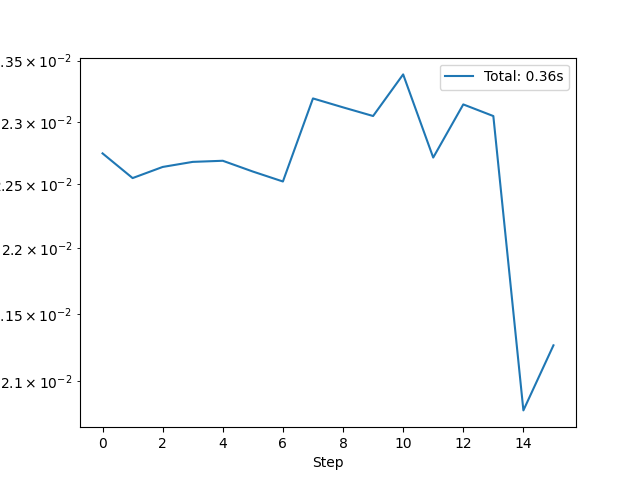 .35 × 10⁻²
Total: 0.36s
2.3 × 10⁻²
2.25 × 10⁻²
2.2 × 10⁻²
.15 × 10⁻²
2.1 × 10⁻²
0 2 4 6 8 10 12 14
Step